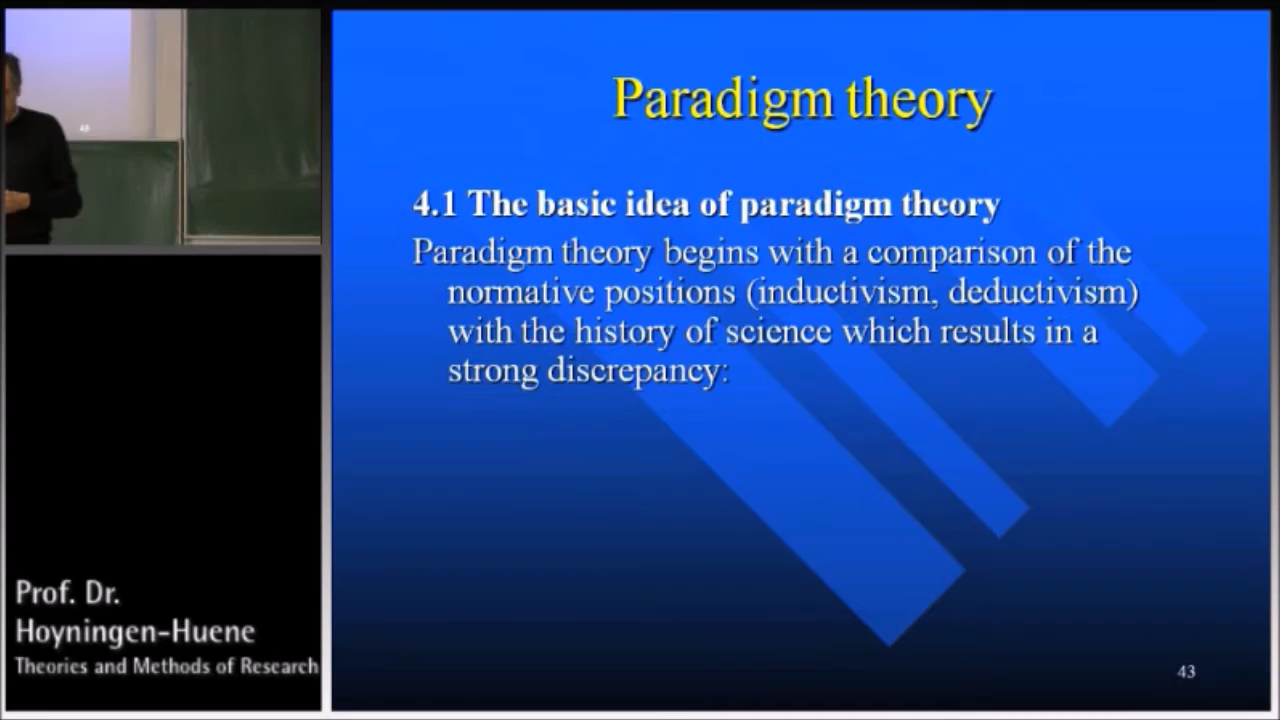 Paradigm theory
4.1 The basic idea of paradigm theory
Paradigm theory begins with a comparison of the
normative positions (inductivism, deductivism)
with the history of science which results in a
strong discrepancy:
43
43
Prof. Dr.
Hoyningen-Huene
Theories and Methods of Research